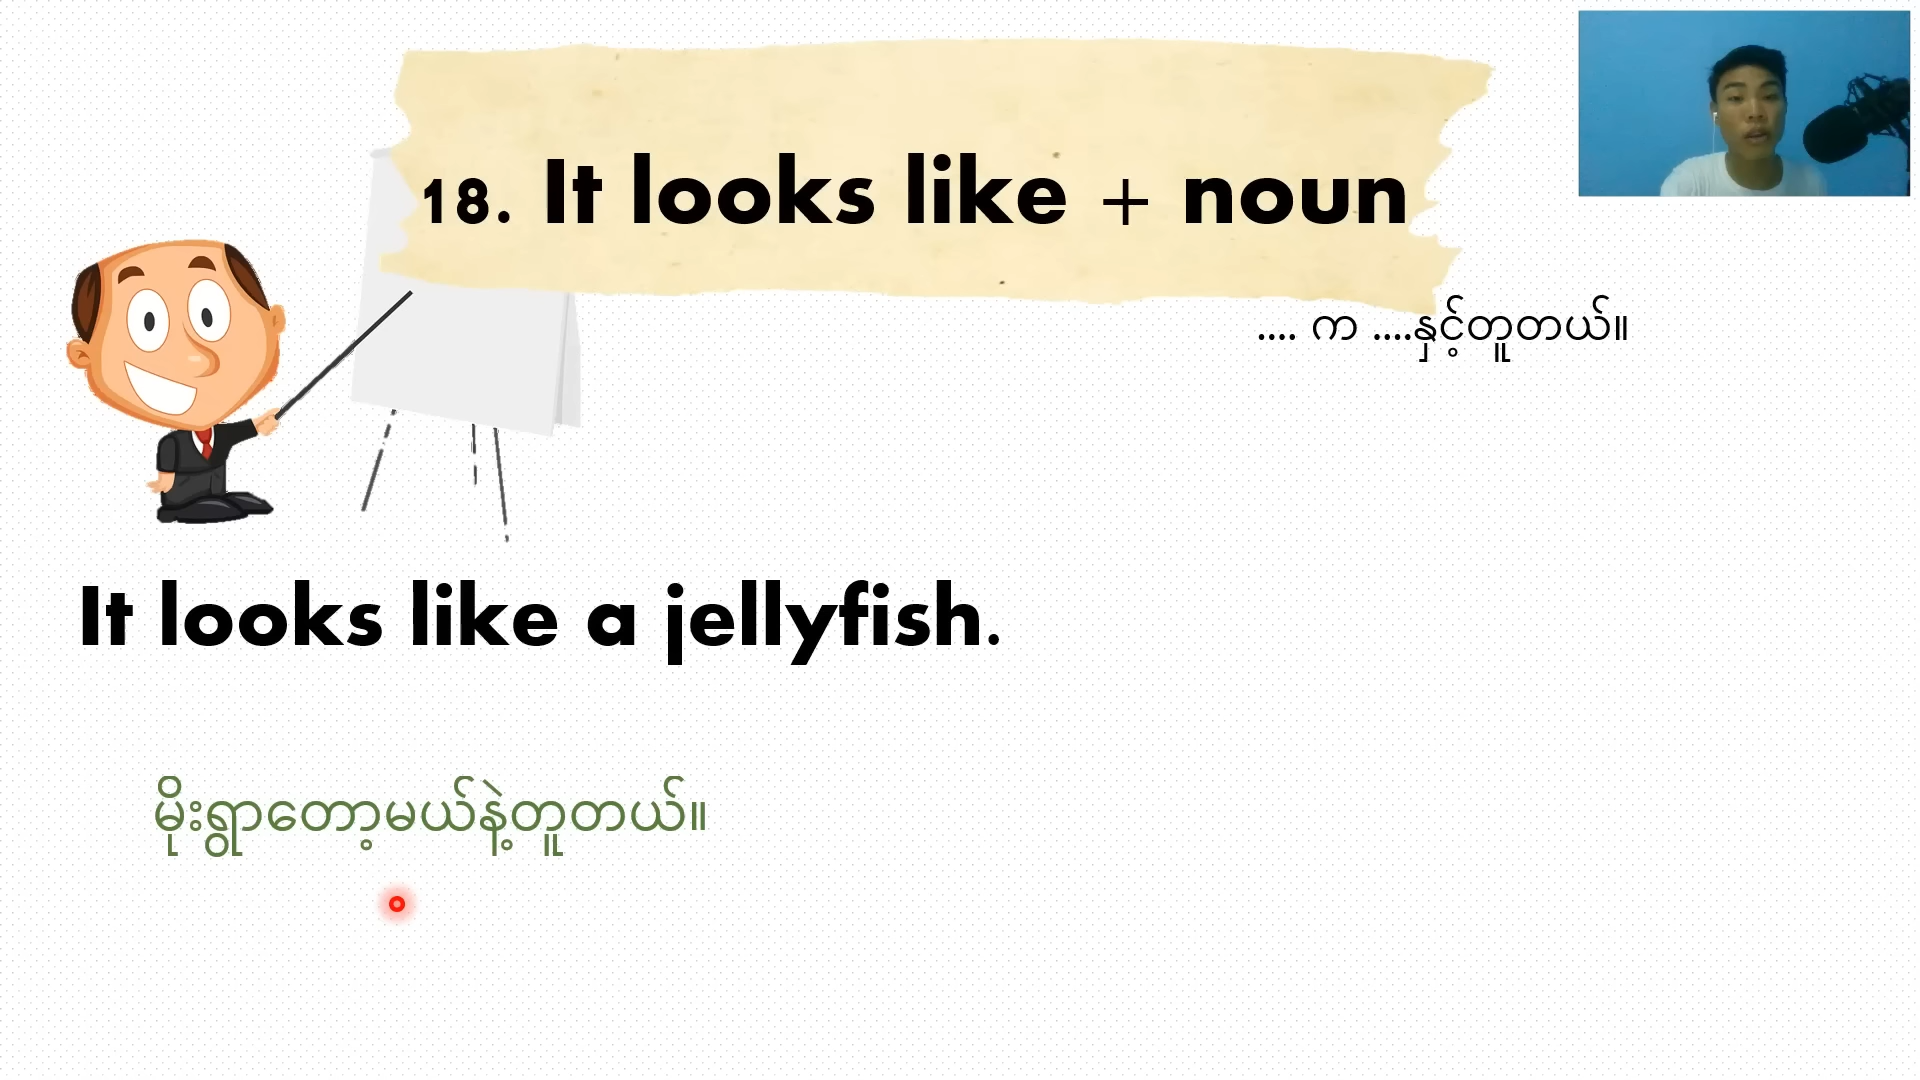 18. It looks like + noun
.... က ....နှင့်တူတယ်။
It looks like a jellyfish.
မိုးရွာတော့မယ်နဲ့တူတယ်။